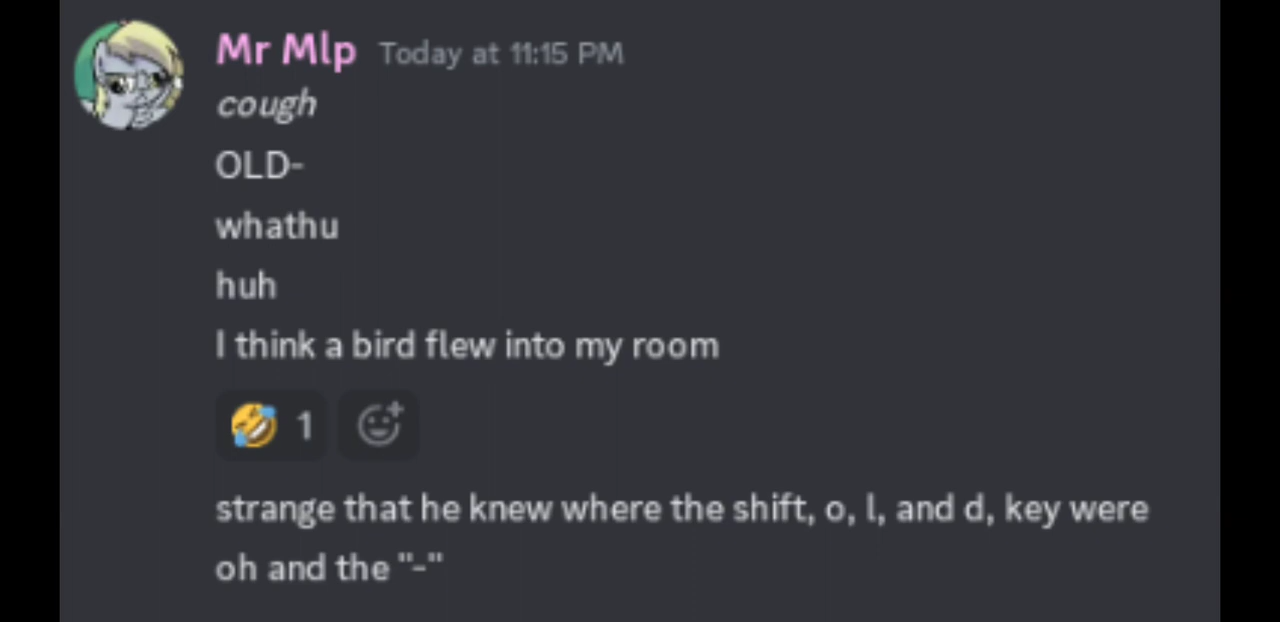 Mr Mlp Today at 11:15 PM
cough
OLD-
whathu
huh
I think a bird flew into my room
🤣 1
strange that he knew where the shift, o, l, and d, key were
oh and the "-"